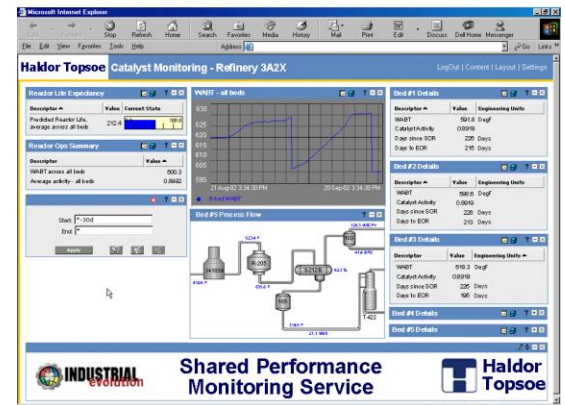 Microsoft Internet Explorer
Back Forward Stop Refresh Home Search Favorites Media History Mail Print Edit Discuss Dell Home Messenger
File Edit View Favorites Tools Help Address Go Links
Haldor Topsoe Catalyst Monitoring - Refinery 3A2X LogOut | Content | Layout | Settings
Reactor Life Expectancy
Descriptor Value Current State
Predicted Reactor Life, average across all beds 212.4
Reactor Ops Summary
Descriptor Value
WABT across all beds 600.3
Average activity - all beds 0.8992
Start: *-30d
End: *
Apply
WABT - all beds
635
625
620
615
610
605
595
21-Aug-02 3:34:30 PM 20-Sep-02 3:34:30 PM
Bed #5 Process Flow
R-205
S-212B
T-422
Bed #1 Details
Descriptor Value Engineering Units
WABT 591.8 DegF
Catalyst Activity 0.8919
Days since SOR 226 Days
Days to EOR 215 Days
Bed #2 Details
Descriptor Value Engineering Units
WABT 590.6 DegF
Catalyst Activity 0.8919
Days since SOR 226 Days
Days to EOR 213 Days
Bed #3 Details
Descriptor Value Engineering Units
WABT 618.3 DegF
Catalyst Activity 0.8919
Days since SOR 226 Days
Days to EOR 196 Days
Bed #4 Details
Bed #5 Details
INDUSTRIAL evolution
Shared Performance
Monitoring Service
Haldor
Topsoe